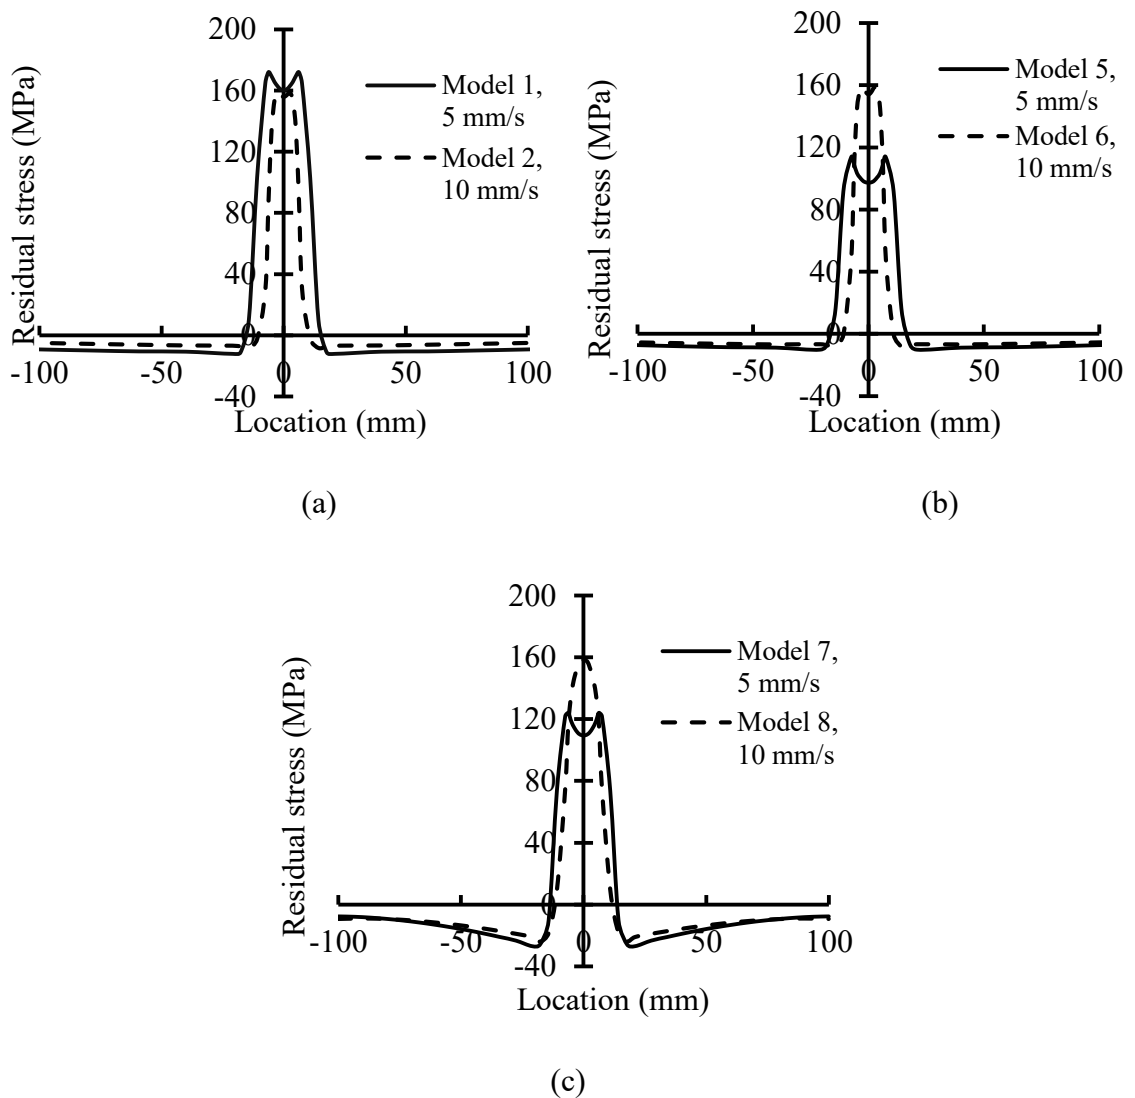 200
160
120
80
40
0
-40
-100
-50
0
50
100
Residual stress (MPa)
Location (mm)
Model 1,
5 mm/s
Model 2,
10 mm/s
(a)
200
160
120
80
40
0
-40
-100
-50
0
50
100
Residual stress (MPa)
Location (mm)
Model 5,
5 mm/s
Model 6,
10 mm/s
(b)
200
160
120
80
40
0
-40
-100
-50
0
50
100
Residual stress (MPa)
Location (mm)
Model 7,
5 mm/s
Model 8,
10 mm/s
(c)